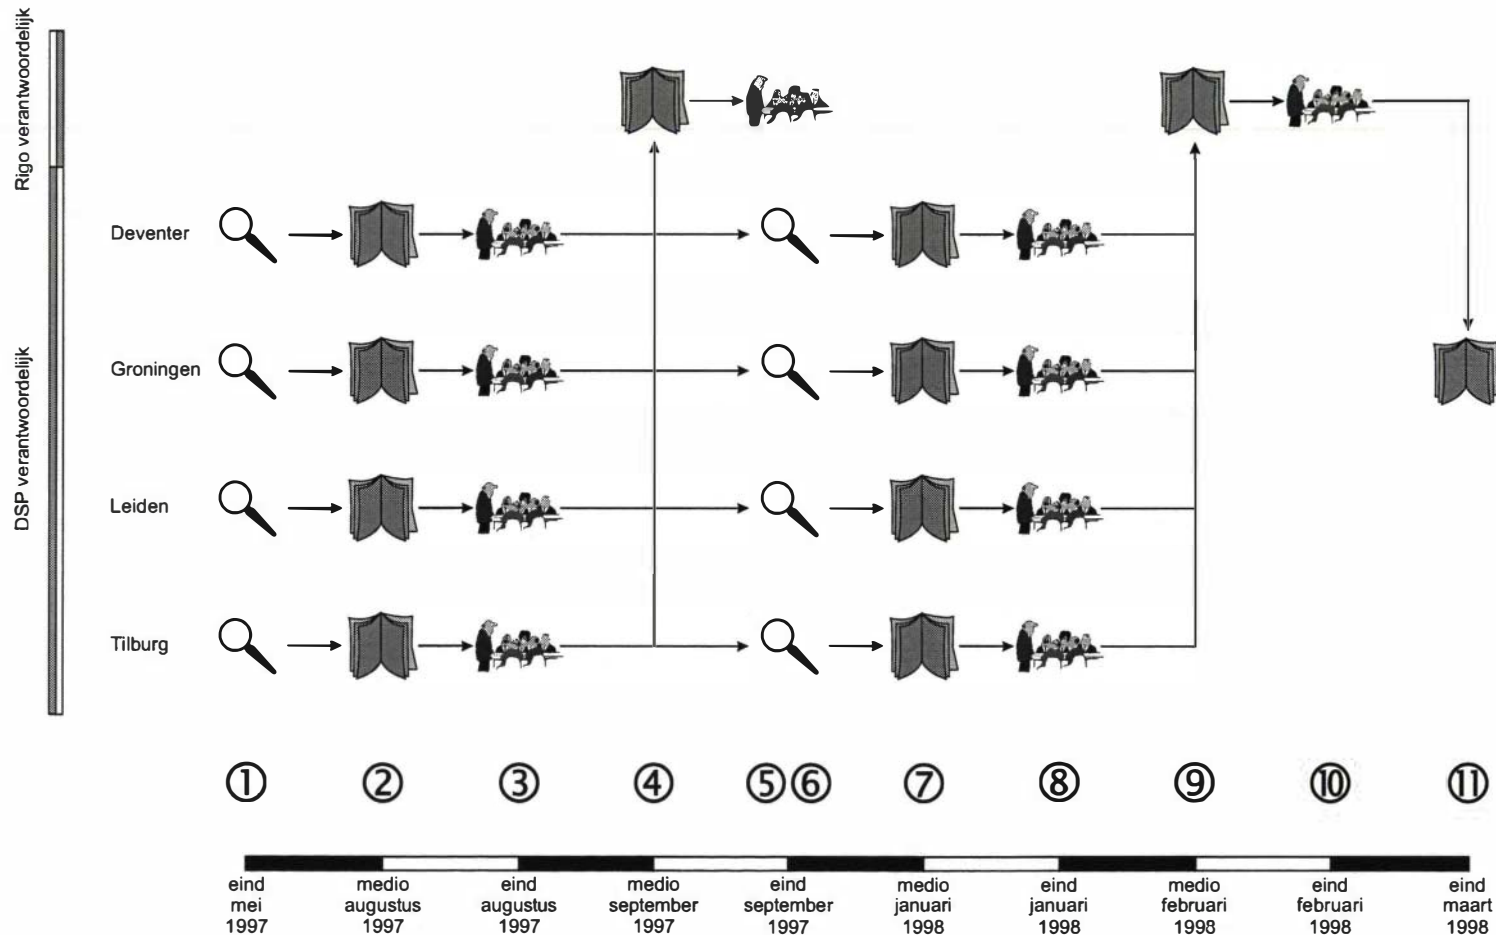 Rigo verantwoordelijk
DSP verantwoordelijk
Deventer
Groningen
Leiden
Tilburg
① ② ③ ④ ⑤⑥ ⑦ ⑧ ⑨ ⑩ ⑪
eind
mei
1997
medio
augustus
1997
eind
augustus
1997
medio
september
1997
eind
september
1997
medio
januari
1998
eind
januari
1998
medio
februari
1998
eind
februari
1998
eind
maart
1998